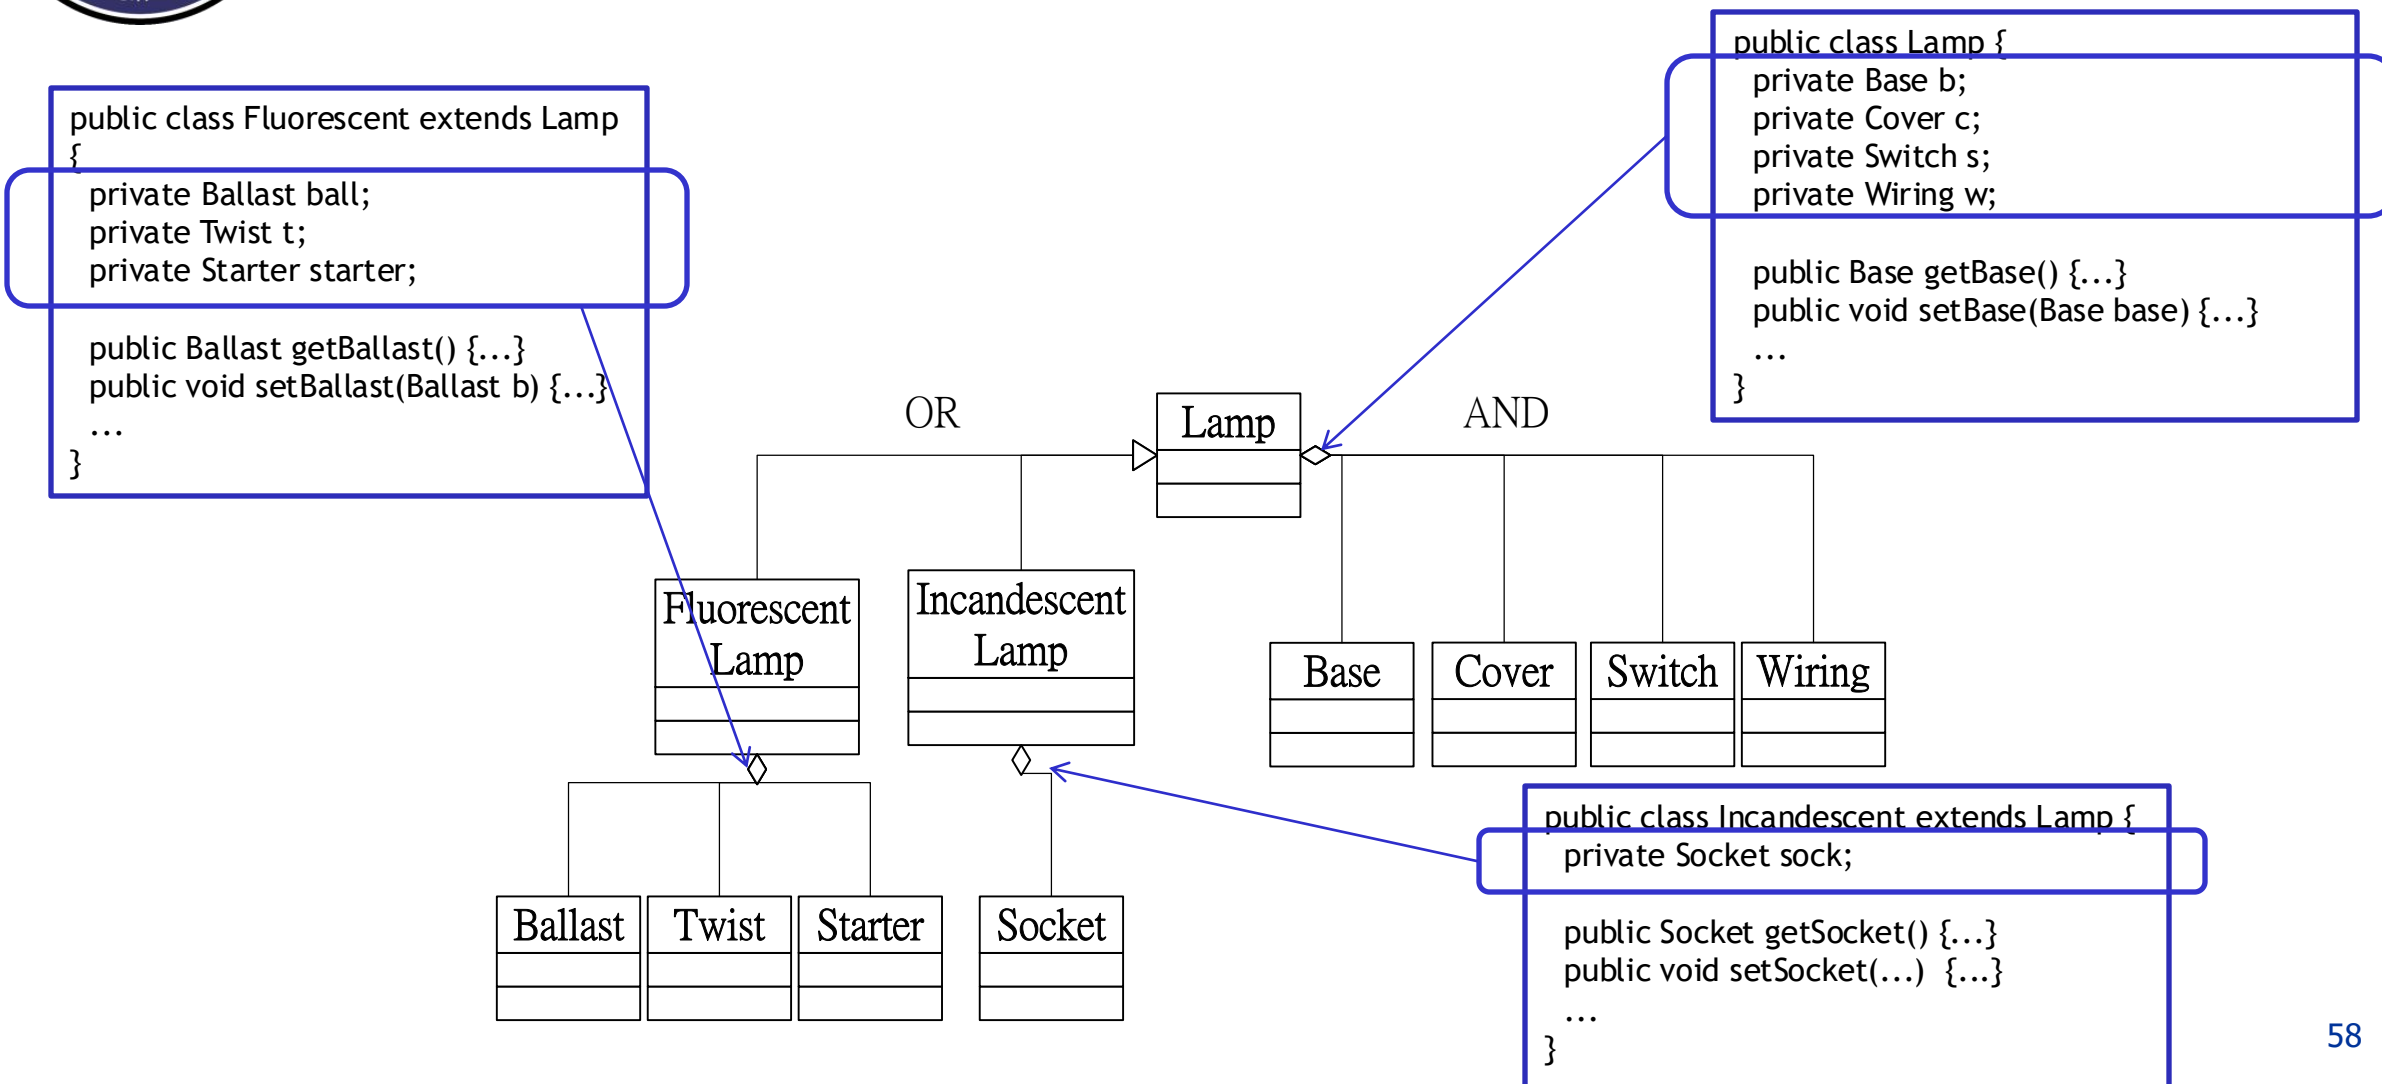 public class Fluorescent extends Lamp
{
private Ballast ball;
private Twist t;
private Starter starter;
public Ballast getBallast() {...}
public void setBallast(Ballast b) {...}
...
}
public class Lamp {
private Base b;
private Cover c;
private Switch s;
private Wiring w;
public Base getBase() {...}
public void setBase(Base base) {...}
...
}
OR
Lamp
AND
Fluorescent
Lamp
Incandescent
Lamp
Base
Cover
Switch
Wiring
Ballast
Twist
Starter
Socket
public class Incandescent extends Lamp {
private Socket sock;
public Socket getSocket() {...}
public void setSocket(...) {...}
...
}
58